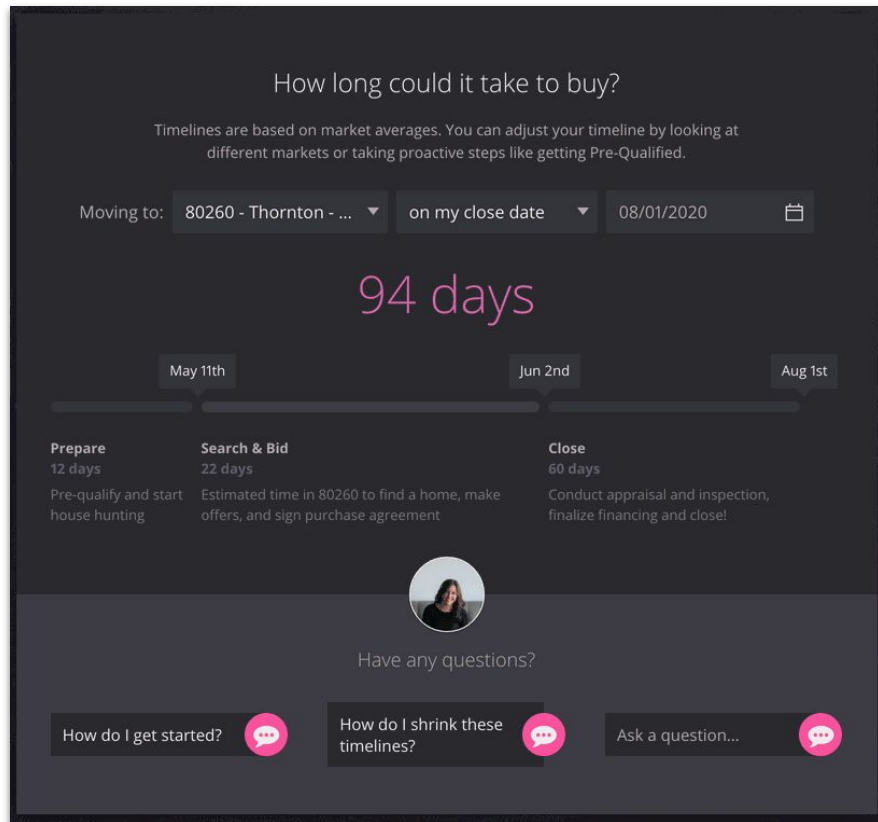 How long could it take to buy?
Timelines are based on market averages. You can adjust your timeline by looking at
different markets or taking proactive steps like getting Pre-Qualified.
Moving to: 80260 - Thornton - ... on my close date 08/01/2020
94 days
May 11th Jun 2nd Aug 1st
Prepare
12 days
Pre-qualify and start
house hunting
Search & Bid
22 days
Estimated time in 80260 to find a home, make
offers, and sign purchase agreement
Close
60 days
Conduct appraisal and inspection,
finalize financing and close!
Have any questions?
How do I get started?
How do I shrink these
timelines?
Ask a question...